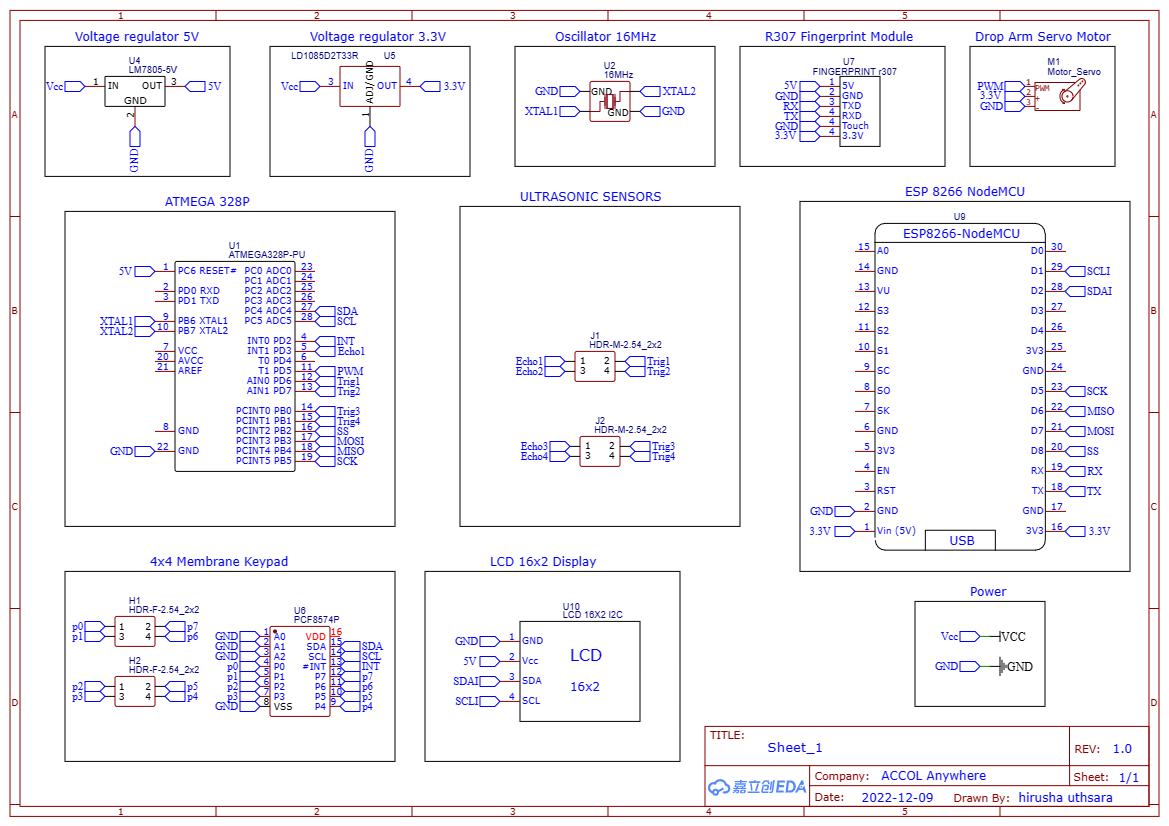 1 2 3 4 5
Voltage regulator 5V
U4
LM7805-5V
Vcc 1 IN OUT 3 5V
GND
2
GND
Voltage regulator 3.3V
LD1085D2T33R U5
Vcc 3 IN OUT 4 3.3V
ADJ/GND
1
GND
Oscillator 16MHz
U2
16MHz
GND GND XTAL2
XTAL1 GND GND
R307 Fingerprint Module
U7
FINGERPRINT r307
5V 1 5V
GND 2 GND
RX 3 TXD
TX 4 RXD
GND 4 Touch
3.3V 4 3.3V
Drop Arm Servo Motor
M1
Motor_Servo
PWM 1 PWM
3.3V 2 +
GND 3 -
A A
ATMEGA 328P
U1
ATMEGA328P-PU
5V 1 PC6 RESET# PC0 ADC0 23
PC1 ADC1 24
2 PD0 RXD PC2 ADC2 25
3 PD1 TXD PC3 ADC3 26
PC4 ADC4 27 SDA
XTAL1 9 PB6 XTAL1 PC5 ADC5 28 SCL
XTAL2 10 PB7 XTAL2
INT0 PD2 4 INT
7 VCC INT1 PD3 5 Echo1
20 AVCC T0 PD4 6
21 AREF T1 PD5 11 PWM
AIN0 PD6 12 Trig1
AIN1 PD7 13 Trig2
PCINT0 PB0 14 Trig3
PCINT1 PB1 15 Trig4
8 GND PCINT2 PB2 16 SS
PCINT3 PB3 17 MOSI
GND 22 GND PCINT4 PB4 18 MISO
PCINT5 PB5 19 SCK
ULTRASONIC SENSORS
J1
HDR-M-2.54_2x2
Echo1 1 2 Trig1
Echo2 3 4 Trig2
J2
HDR-M-2.54_2x2
Echo3 1 2 Trig3
Echo4 3 4 Trig4
ESP 8266 NodeMCU
U9
ESP8266-NodeMCU
15 A0 D0 30
14 GND D1 29 SCLI
13 VU D2 28 SDAI
12 S3 D3 27
11 S2 D4 26
10 S1 3V3 25
9 SC GND 24
8 SO D5 23 SCK
7 SK D6 22 MISO
6 GND D7 21 MOSI
5 3V3 D8 20 SS
4 EN RX 19 RX
3 RST TX 18 TX
GND 2 GND GND 17
3.3V 1 Vin (5V) 3V3 16 3.3V
USB
B B
C C
4x4 Membrane Keypad
H1
HDR-F-2.54_2x2
p0 1 2 p7
p1 3 4 p6
H2
HDR-F-2.54_2x2
p2 1 2 p5
p3 3 4 p4
U6
PCF8574P
GND 1 A0 VDD 16
GND 2 A1 SDA 15 SDA
GND 3 A2 SCL 14 SCL
p0 4 P0 #INT 13 INT
p1 5 P1 P7 12 p7
p2 6 P2 P6 11 p6
p3 7 P3 P5 10 p5
GND 8 VSS P4 9 p4
LCD 16x2 Display
U10
LCD 16X2 I2C
GND 1 GND
5V 2 Vcc
SDAI 3 SDA
SCLI 4 SCL
LCD
16x2
Power
Vcc VCC
GND GND
D D
TITLE:
Sheet_1
REV: 1.0
嘉立创EDA
Company: ACCOL Anywhere
Sheet: 1/1
Date: 2022-12-09 Drawn By: hirusha uthsara
1 2 3 4 5